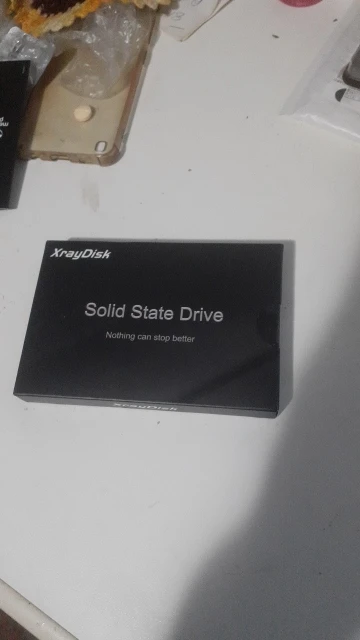 XrayDisk
Solid State Drive
Nothing can stop better
XrayDisk